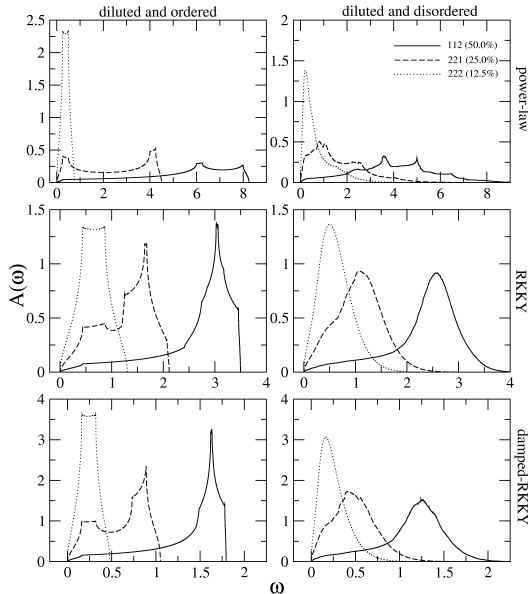 diluted and ordered
diluted and disordered
2.5
2
1.5
1
0.5
0
0 2 4 6 8
2
1.5
1
0.5
0
0 2 4 6 8
112 (50.0%)
221 (25.0%)
222 (12.5%)
power-law
1.5
1
0.5
0
0 1 2 3 4
1.5
1
0.5
0
0 1 2 3 4
RKKY
A(ω)
4
3
2
1
0
0 0.5 1 1.5 2
4
3
2
1
0
0 0.5 1 1.5 2
damped-RKKY
ω